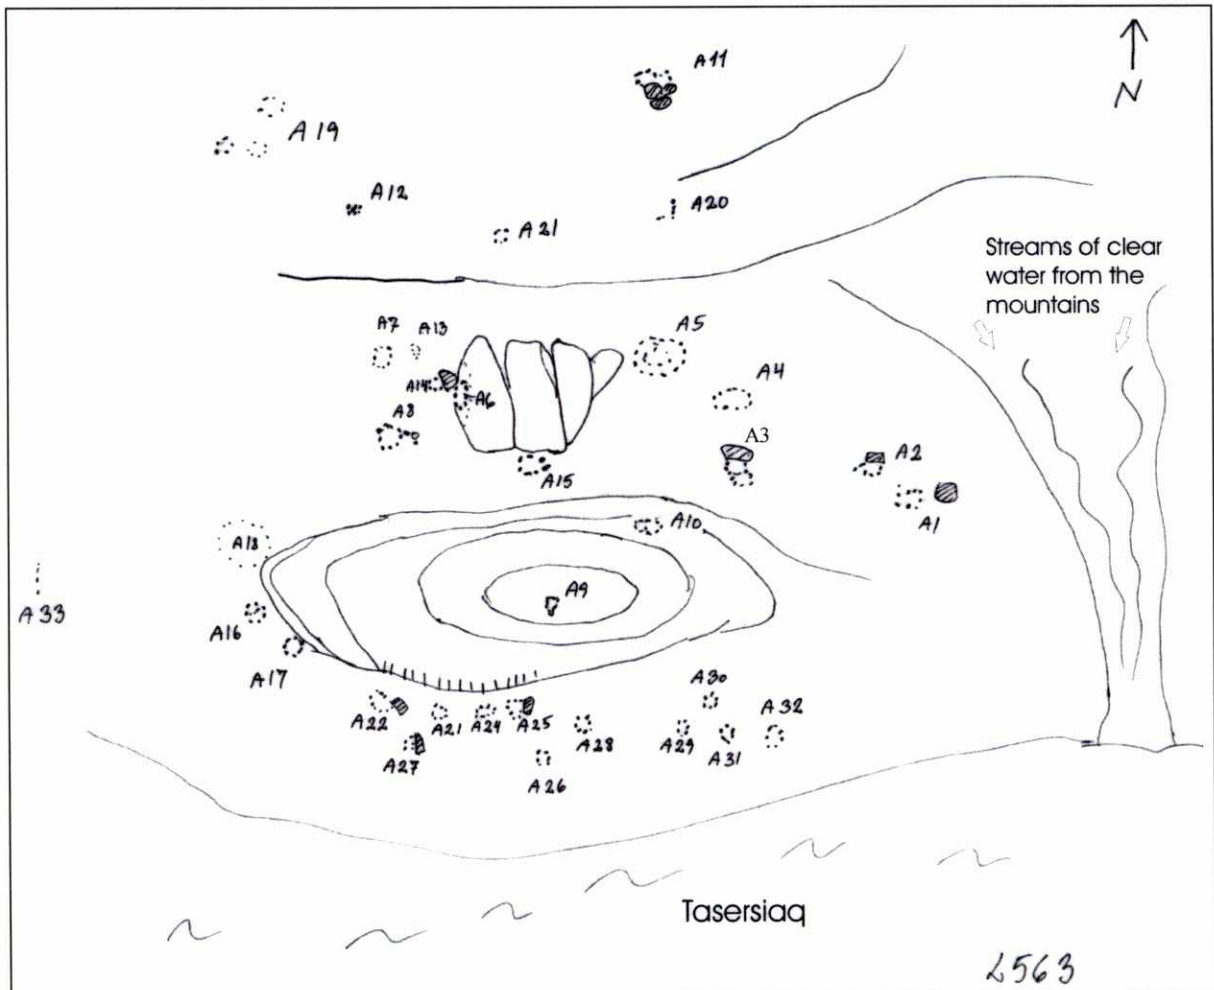 A11
N
A19
A12
A20
A21
Streams of clear
water from the
mountains
A7
A13
A5
A14
A6
A4
A8
A3
A2
A15
A1
A10
A18
A9
A33
A16
A17
A30
A22
A21
A24
A25
A32
A28
A29
A31
A27
A26
Tasersiaq
L563